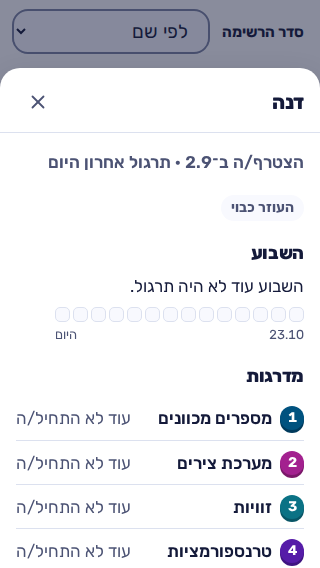 סדר הרשימה
לפי שם
דנה
הצטרף/ה ב־2.9 · תרגול אחרון היום
העוזר כבוי
השבוע
השבוע עוד לא היה תרגול.
23.10
היום
מדרגות
1 מספרים מכוונים עוד לא התחיל/ה
2 מערכת צירים עוד לא התחיל/ה
3 זוויות עוד לא התחיל/ה
4 טרנספורמציות עוד לא התחיל/ה